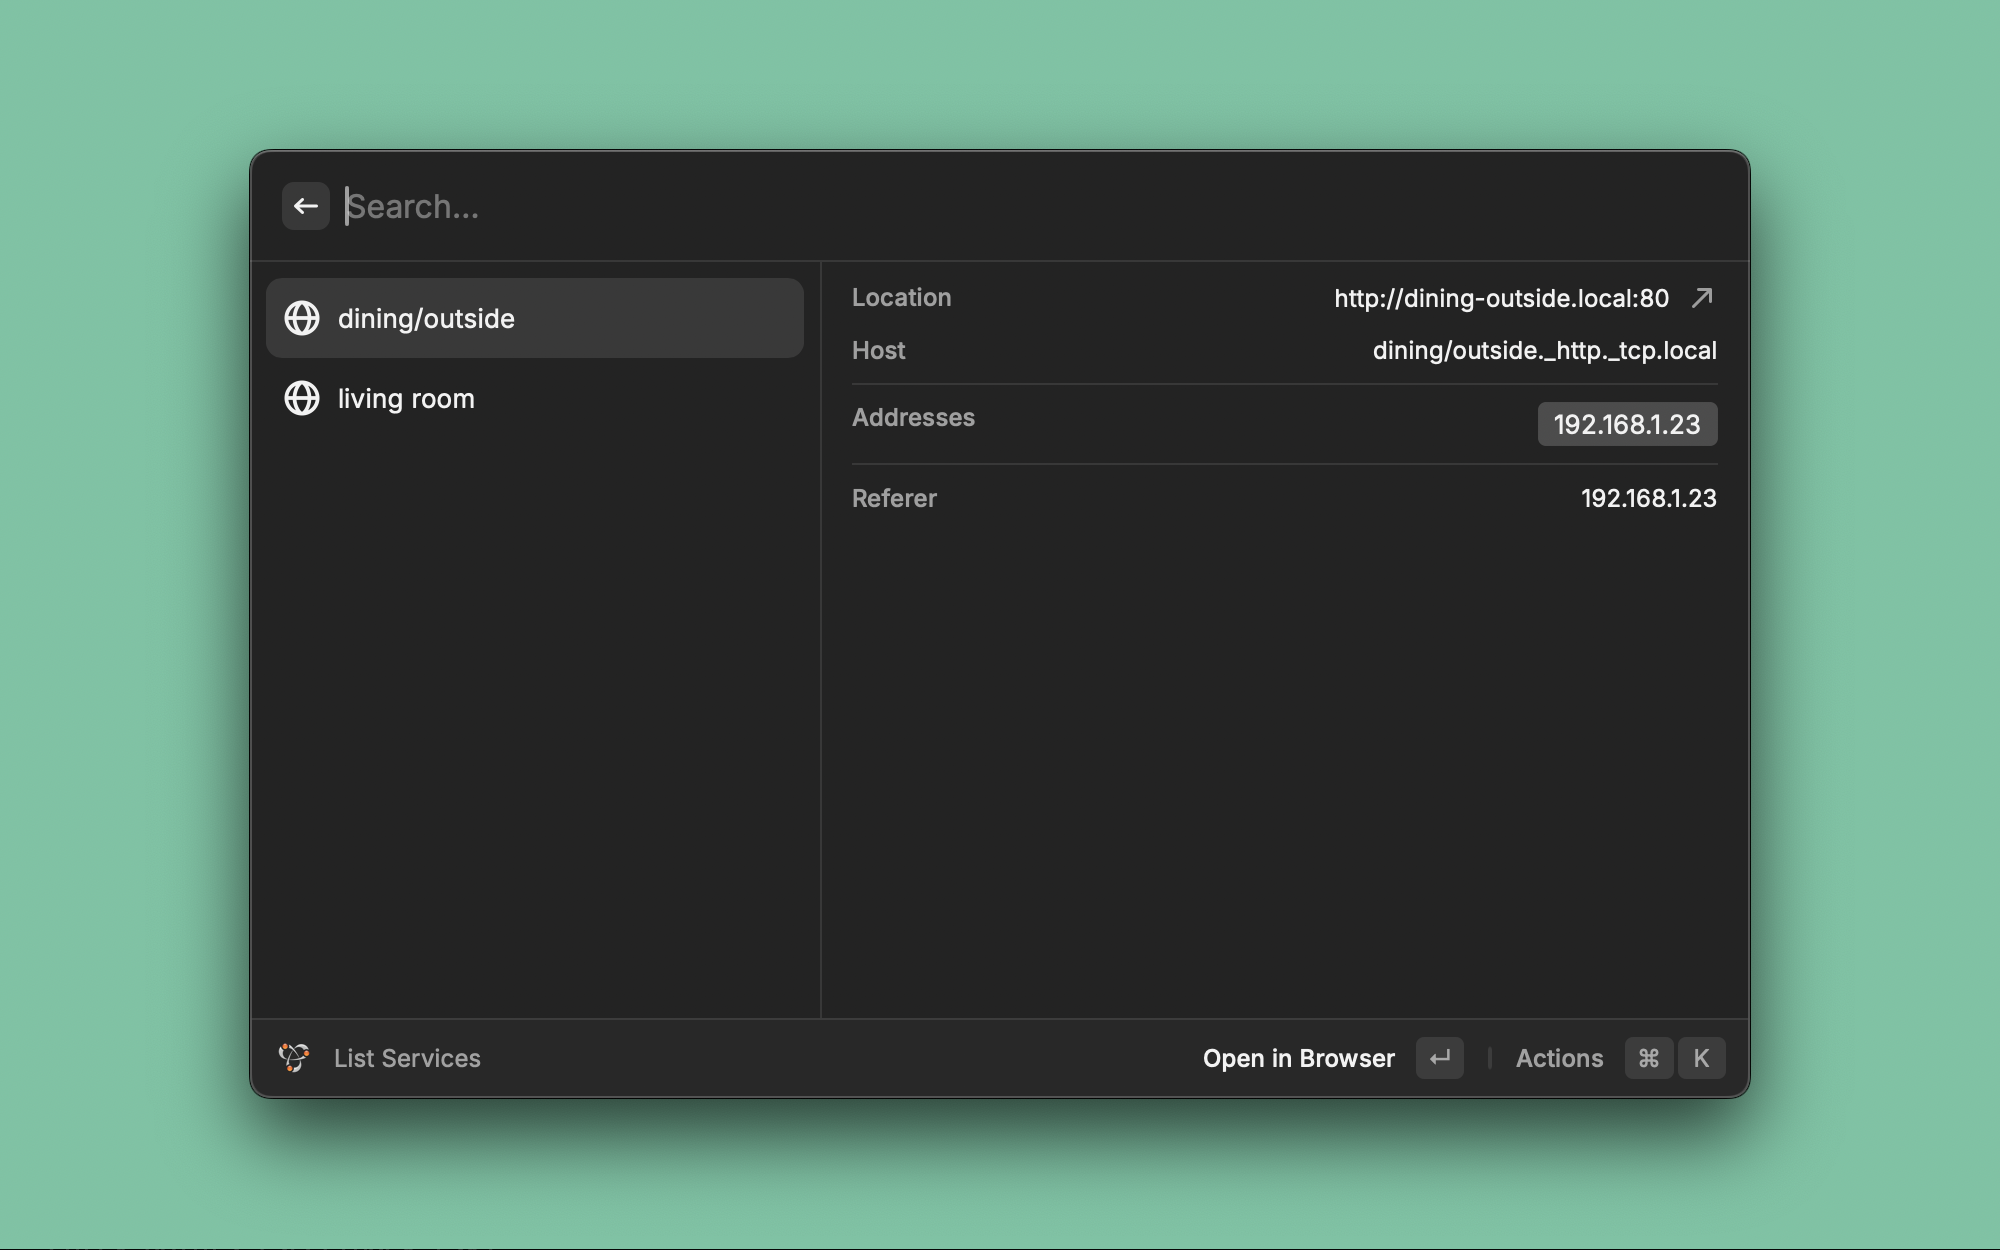 Search...
dining/outside
living room
Location http://dining-outside.local:80
Host dining/outside._http._tcp.local
Addresses 192.168.1.23
Referer 192.168.1.23
List Services Open in Browser ↵ Actions ⌘ K